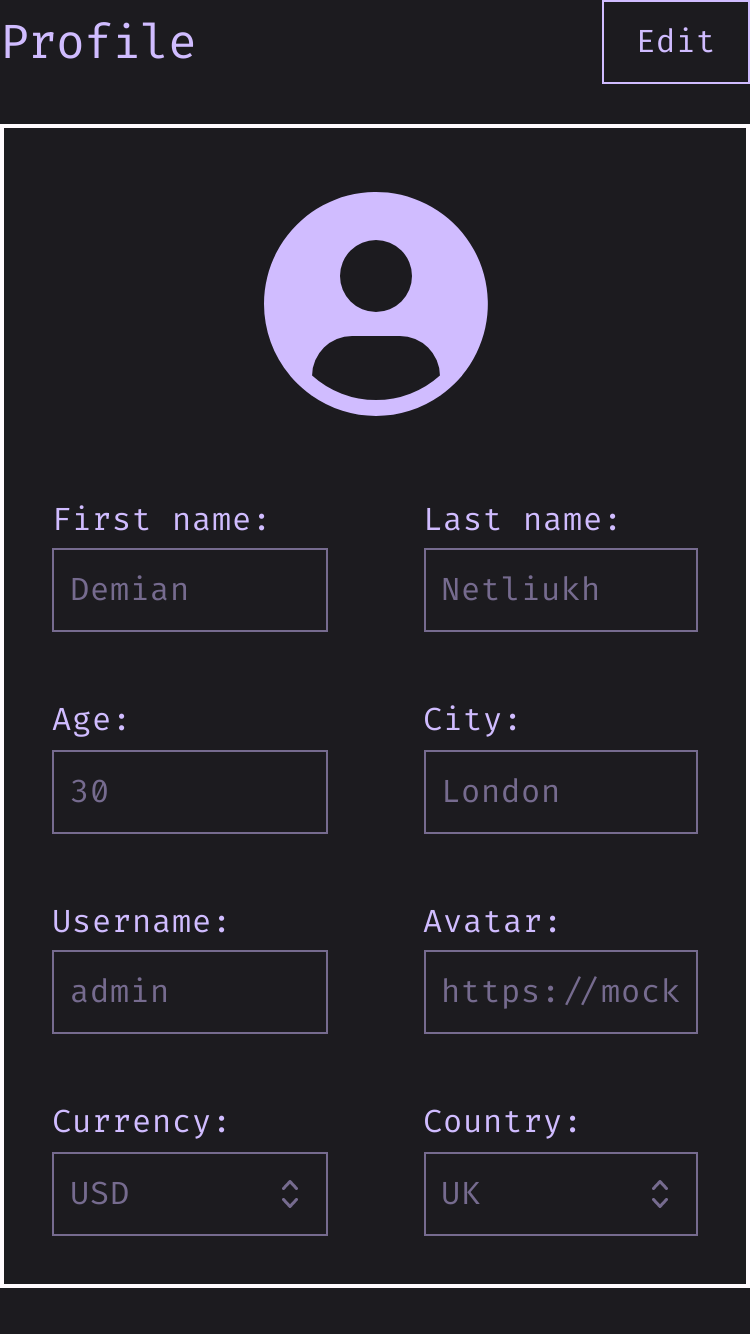 Profile
Edit
First name:
Last name:
Demian
Netliukh
Age:
City:
30
London
Username:
Avatar:
admin
https://mock
Currency:
Country:
USD
UK